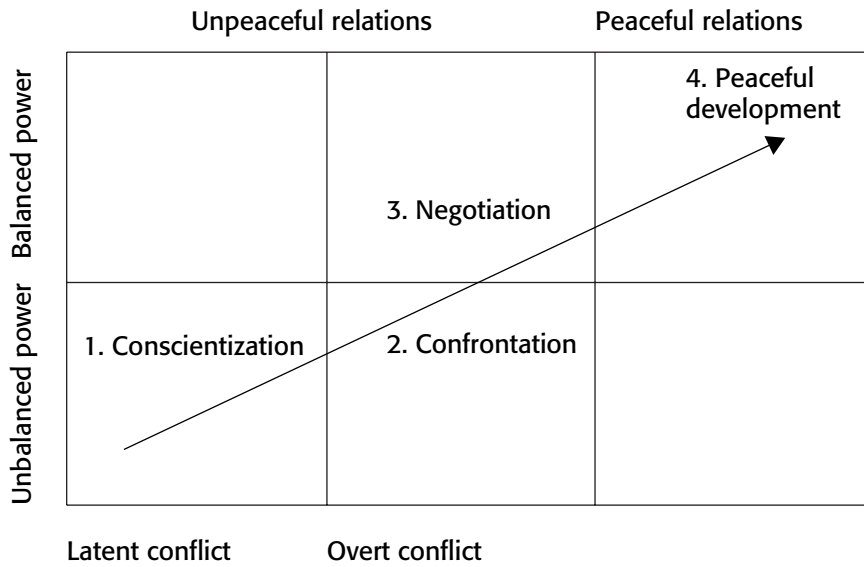 Unpeaceful relations
Peaceful relations
Balanced power
4. Peaceful
development
3. Negotiation
Unbalanced power
1. Conscientization
2. Confrontation
Latent conflict
Overt conflict